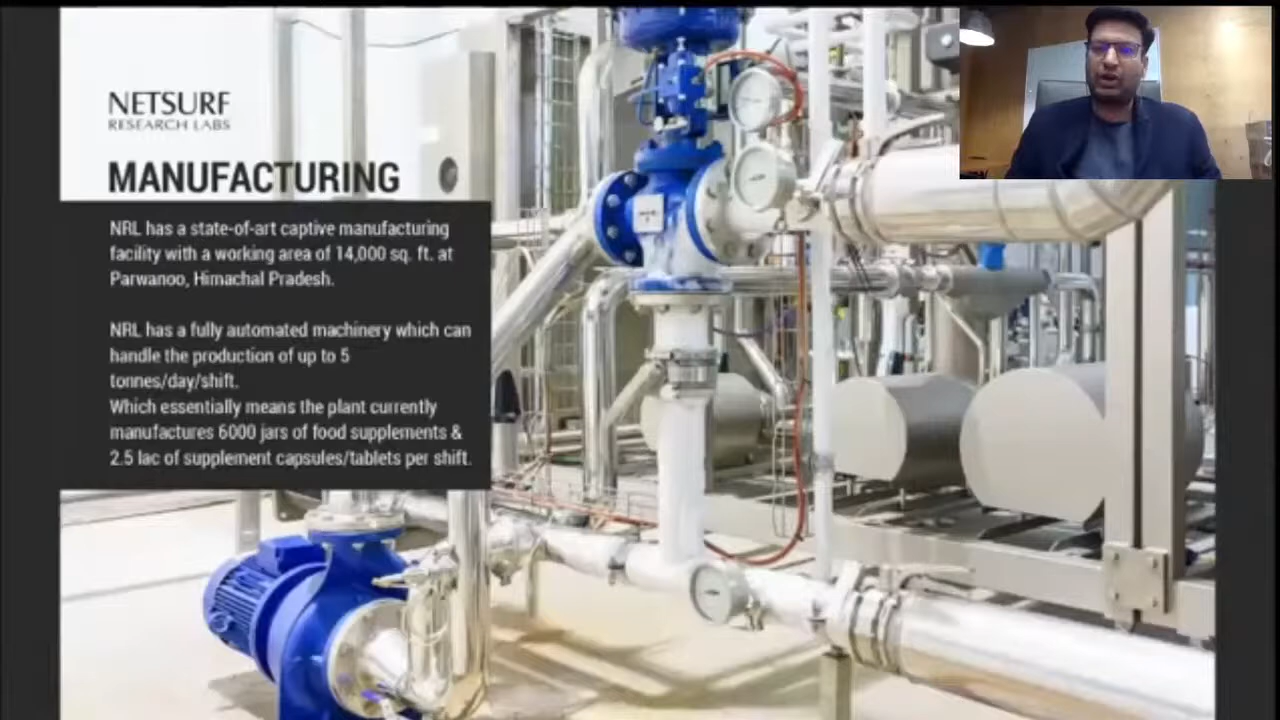 NETSURF
RESEARCH LABS
MANUFACTURING
NRL has a state-of-art captive manufacturing
facility with a working area of 14,000 sq. ft. at
Parwanoo, Himachal Pradesh.
NRL has a fully automated machinery which can
handle the production of up to 5
tonnes/day/shift.
Which essentially means the plant currently
manufactures 6000 jars of food supplements &
2.5 lac of supplement capsules/tablets per shift.